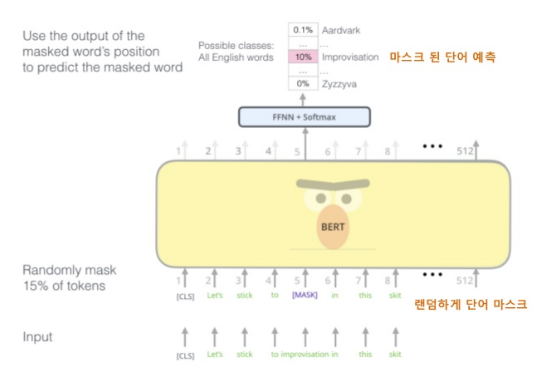 Use the output of the
masked word's position
to predict the masked word
Possible classes:
All English words
0.1% Aardvark
... ...
10% Improvisation
마스크 된 단어 예측
... ...
0% Zyzzyva
FFNN + Softmax
1 2 3 4 5 6 7 8 ••• 512
BERT
Randomly mask
15% of tokens
1 2 3 4 5 6 7 8 ••• 512
[CLS] Let's stick to [MASK] in this skit
랜덤하게 단어 마스크
Input
[CLS] Let's stick to improvisation in this skit